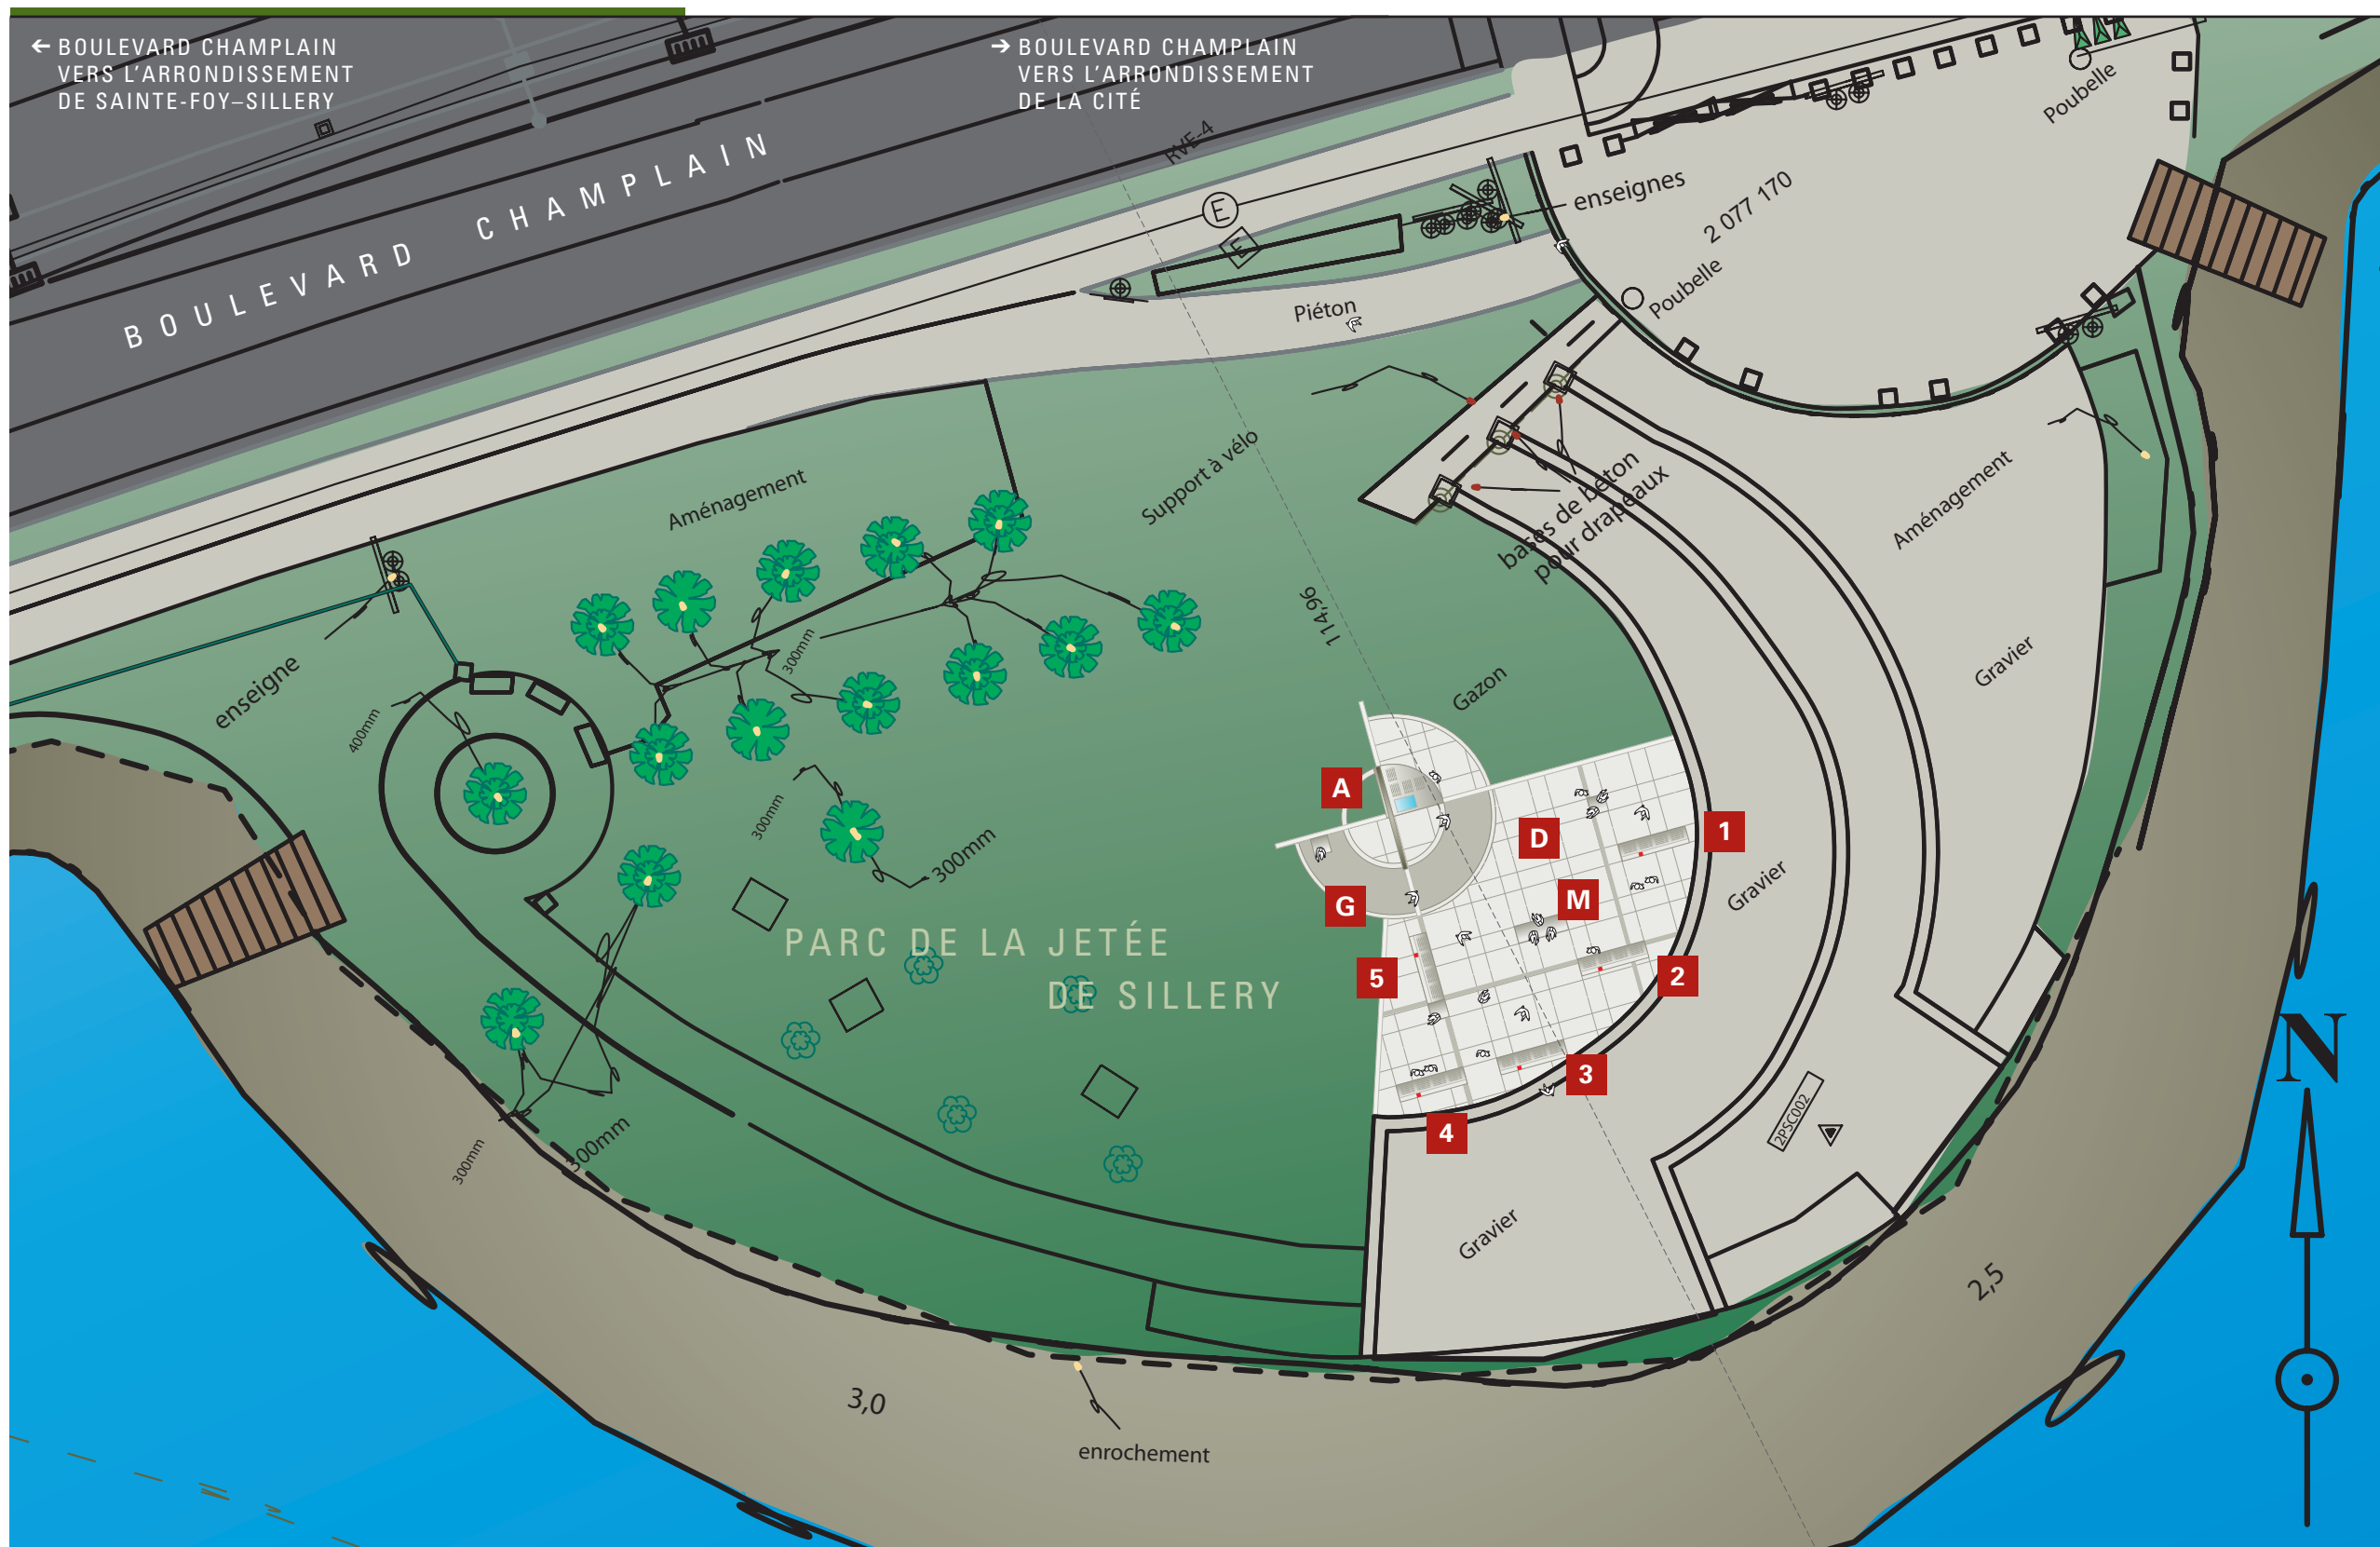 ← BOULEVARD CHAMPLAIN
VERS L'ARRONDISSEMENT
DE SAINTE-FOY–SILLERY
→ BOULEVARD CHAMPLAIN
VERS L'ARRONDISSEMENT
DE LA CITÉ
BOULEVARD CHAMPLAIN
RVE-4
E
E
Poubelle
enseignes
2 077 170
Poubelle
Piéton
Aménagement
Support à vélo
bases de béton
pour drapeaux
Aménagement
enseigne
300mm
114,96
Gazon
Gravier
400mm
300mm
300mm
A
D
1
M
G
Gravier
PARC DE LA JETÉE
DE SILLERY
5
2
3
4
N
2PSC002
300mm
300mm
Gravier
2,5
3,0
enrochement